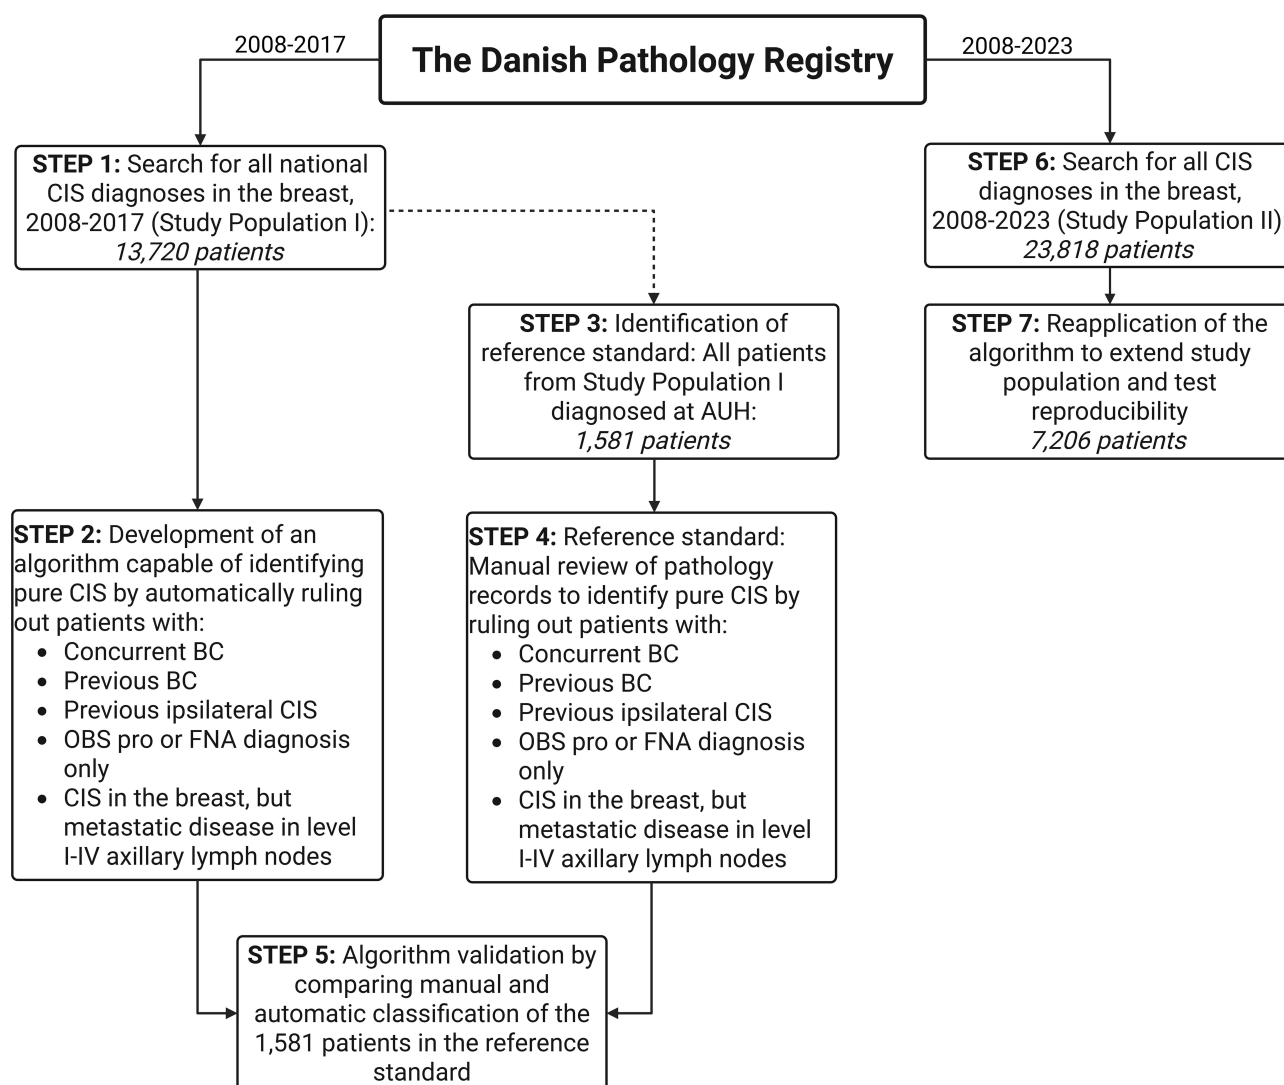 2008-2017
The Danish Pathology Registry
2008-2023
STEP 1: Search for all national
CIS diagnoses in the breast,
2008-2017 (Study Population I):
13,720 patients
STEP 6: Search for all CIS
diagnoses in the breast,
2008-2023 (Study Population II)
23,818 patients
STEP 3: Identification of
reference standard: All patients
from Study Population I
diagnosed at AUH:
1,581 patients
STEP 7: Reapplication of the
algorithm to extend study
population and test
reproducibility
7,206 patients
STEP 2: Development of an
algorithm capable of identifying
pure CIS by automatically ruling
out patients with:
• Concurrent BC
• Previous BC
• Previous ipsilateral CIS
• OBS pro or FNA diagnosis
only
• CIS in the breast, but
metastatic disease in level
I-IV axillary lymph nodes
STEP 4: Reference standard:
Manual review of pathology
records to identify pure CIS by
ruling out patients with:
• Concurrent BC
• Previous BC
• Previous ipsilateral CIS
• OBS pro or FNA diagnosis
only
• CIS in the breast, but
metastatic disease in level
I-IV axillary lymph nodes
STEP 5: Algorithm validation by
comparing manual and
automatic classification of the
1,581 patients in the reference
standard